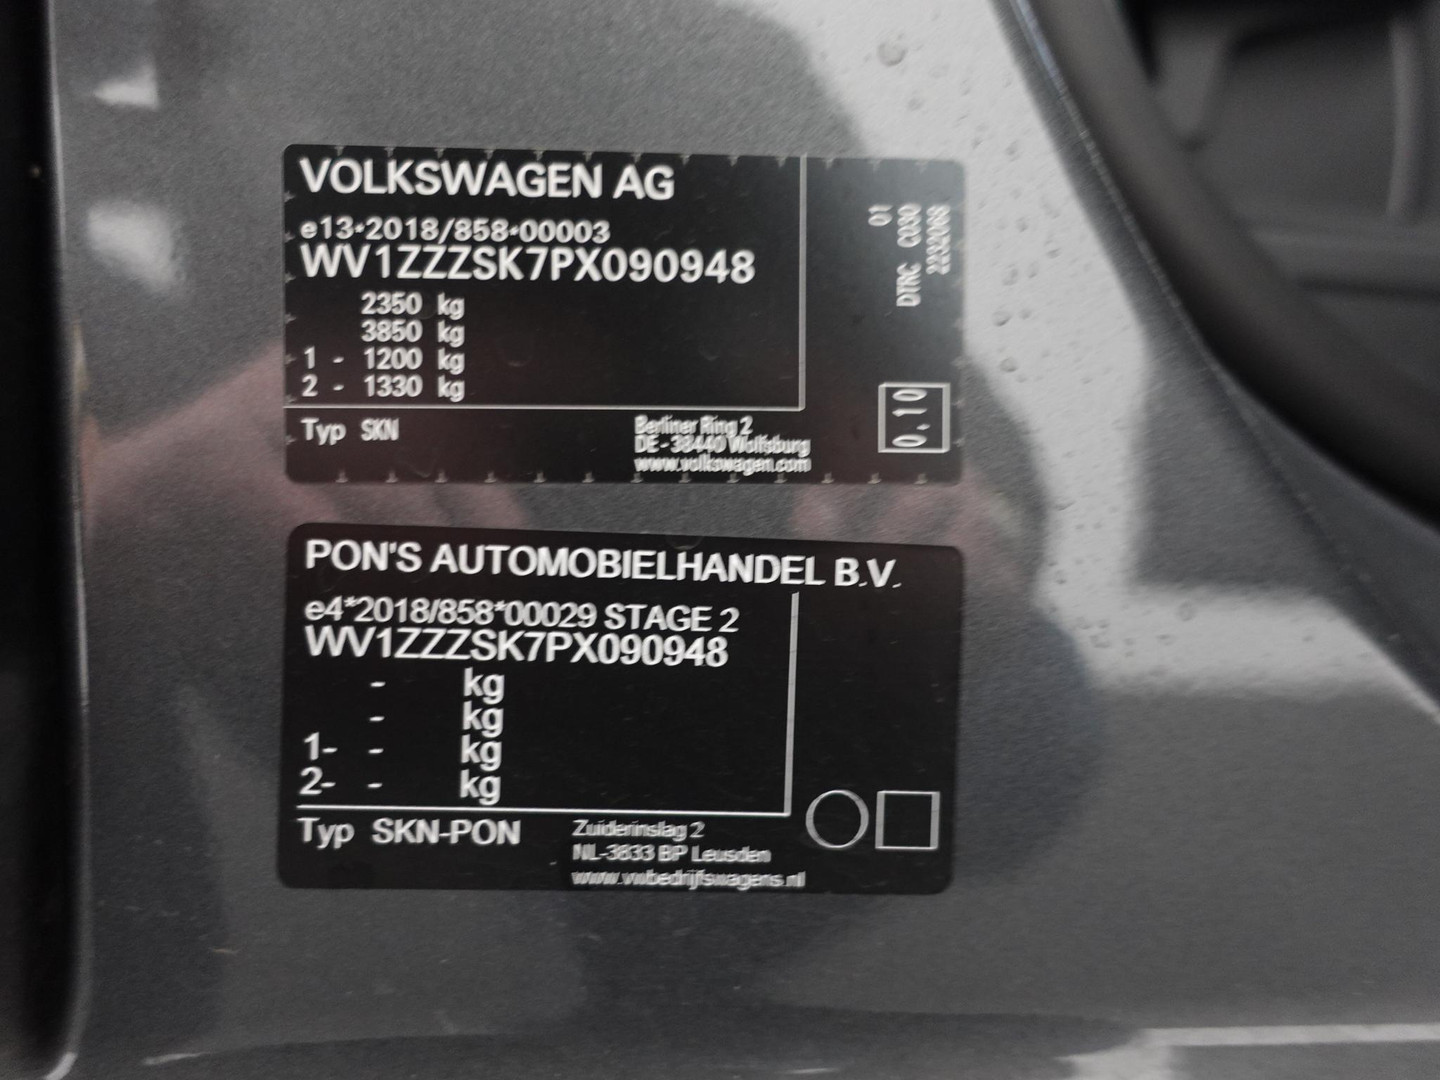 VOLKSWAGEN AG
e13*2018/858*00003
WV1ZZZSK7PX090948
2350 kg
3850 kg
1 - 1200 kg
2 - 1330 kg
Typ SKN
Berliner Ring 2
DE-38440 Wolfsburg
www.volkswagen.com
01
DTRC C030
2232068
0.10
PON'S AUTOMOBIELHANDEL B.V.
e4*2018/858*00029 STAGE 2
WV1ZZZSK7PX090948
- kg
- kg
1- - kg
2- - kg
Typ SKN-PON
Zuiderinslag 2
NL-3833 BP Leusden
www.vwbedrijfswagens.nl